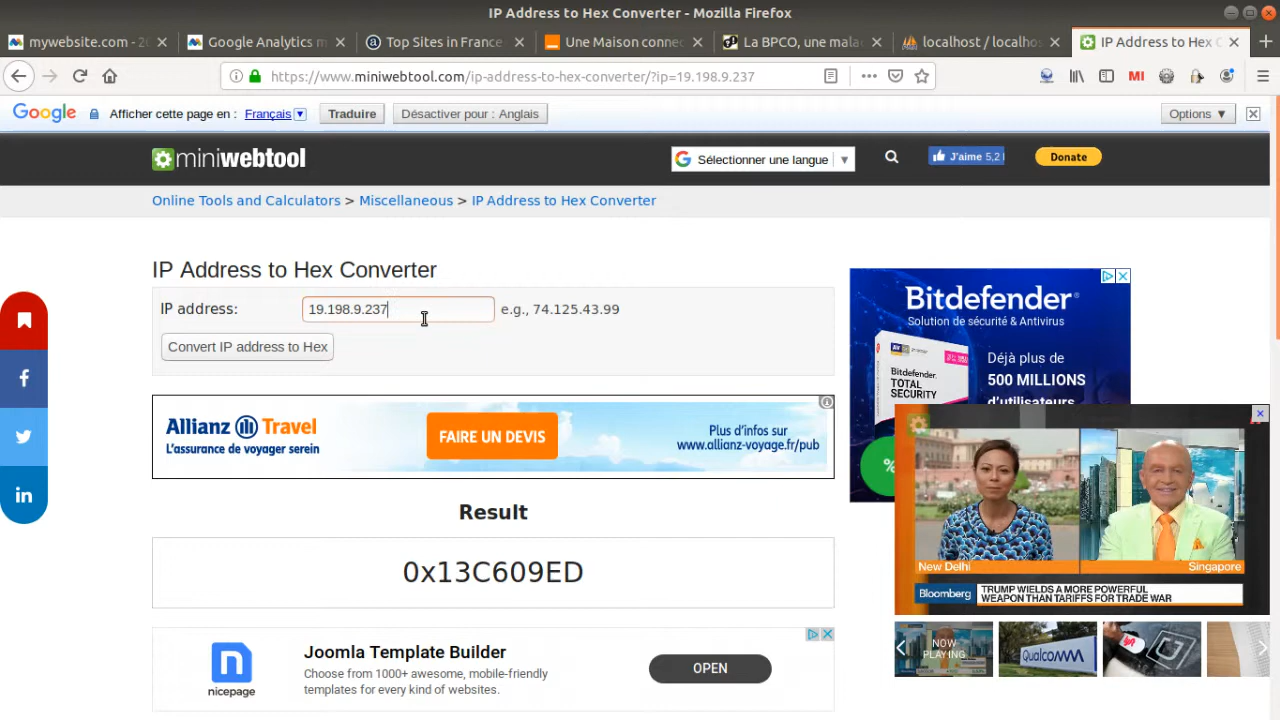 IP Address to Hex Converter - Mozilla Firefox
mywebsite.com - 20
Google Analytics m
Top Sites in France
Une Maison connec
La BPCO, une mala
localhost / localhos
IP Address to Hex C
https://www.miniwebtool.com/ip-address-to-hex-converter/?ip=19.198.9.237
MI
Google Afficher cette page en : Français Traduire Désactiver pour : Anglais Options
miniwebtool
Sélectionner une langue
J'aime 5,2
Donate
Online Tools and Calculators > Miscellaneous > IP Address to Hex Converter
IP Address to Hex Converter
IP address: 19.198.9.237 e.g., 74.125.43.99
Convert IP address to Hex
Allianz Travel
L'assurance de voyager serein
FAIRE UN DEVIS
Plus d'infos sur
www.allianz-voyage.fr/pub
Result
0x13C609ED
nicepage
Joomla Template Builder
Choose from 1000+ awesome, mobile-friendly
templates for every kind of websites.
OPEN
Bitdefender
Solution de sécurité & Antivirus
Bitdefender
TOTAL
SECURITY
Déjà plus de
500 MILLIONS
d'utilisateurs
%
New Delhi
Singapore
Bloomberg
TRUMP WIELDS A MORE POWERFUL
WEAPON THAN TARIFFS FOR TRADE WAR
NOW
PLAYING
Qualcomm